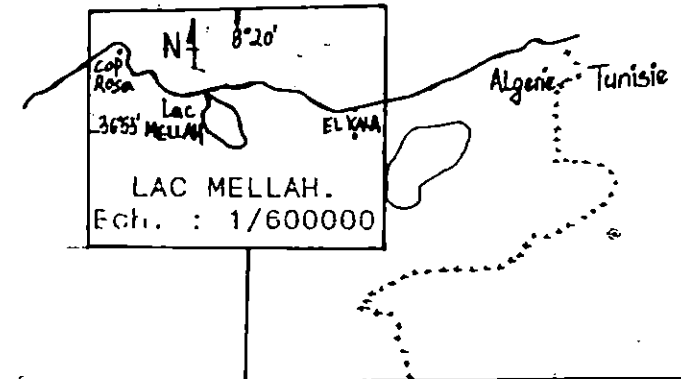 N 8°20'
cap Rosa
Algerie Tunisie
36°55' Lac MELLAH
EL KALA
LAC MELLAH.
Ech. : 1/600000